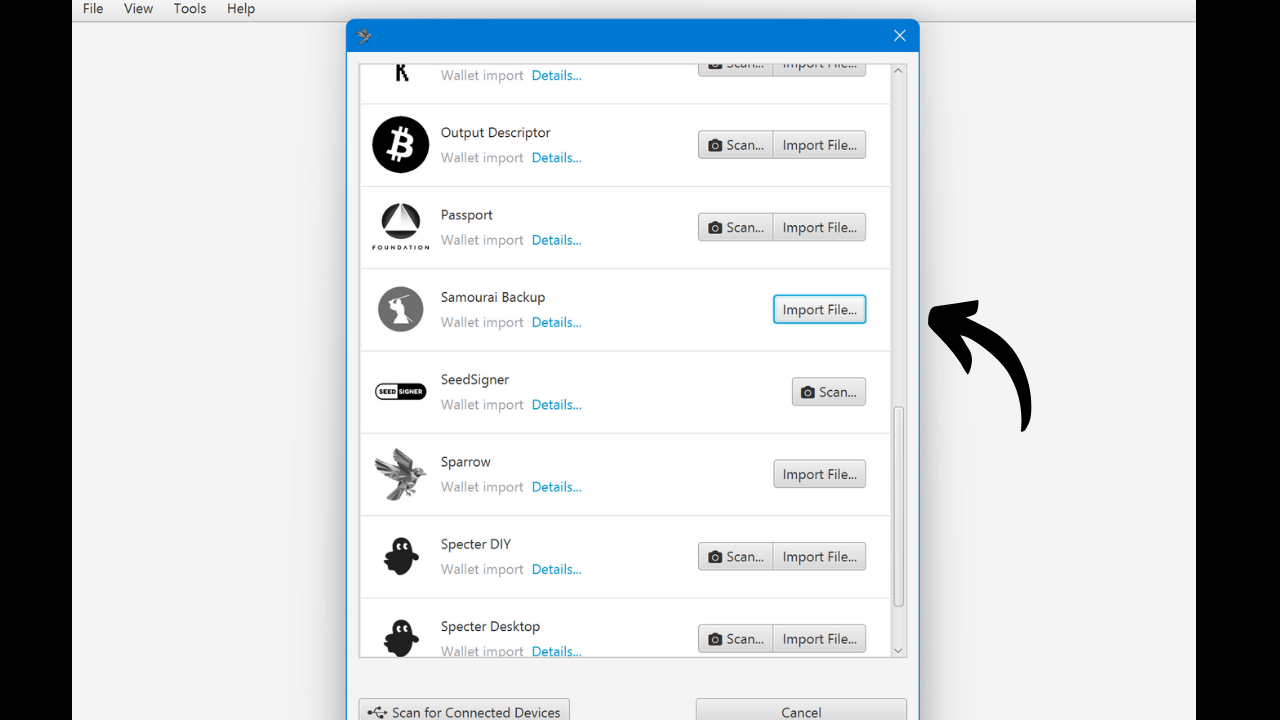 File View Tools Help
Scan... Import File...
Wallet import Details...
Output Descriptor
Wallet import Details...
Scan... Import File...
Passport
Wallet import Details...
Scan... Import File...
FOUNDATION
Samourai Backup
Wallet import Details...
Import File...
SeedSigner
Wallet import Details...
Scan...
SEED SIGNER
Sparrow
Wallet import Details...
Import File...
Specter DIY
Wallet import Details...
Scan... Import File...
Specter Desktop
Wallet import Details...
Scan... Import File...
Scan for Connected Devices
Cancel